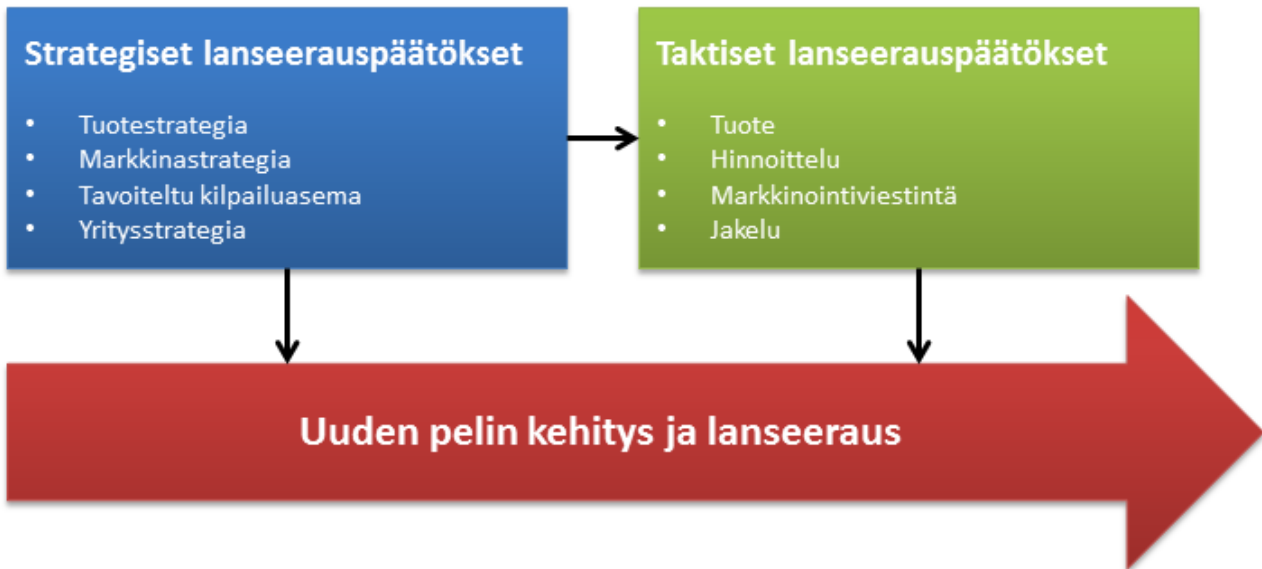 Strategiset lanseerauspäätökset
• Tuotestrategia
• Markkinastrategia
• Tavoiteltu kilpailuasema
• Yritysstrategia
Taktiset lanseerauspäätökset
• Tuote
• Hinnoittelu
• Markkinointiviestintä
• Jakelu
Uuden pelin kehitys ja lanseeraus